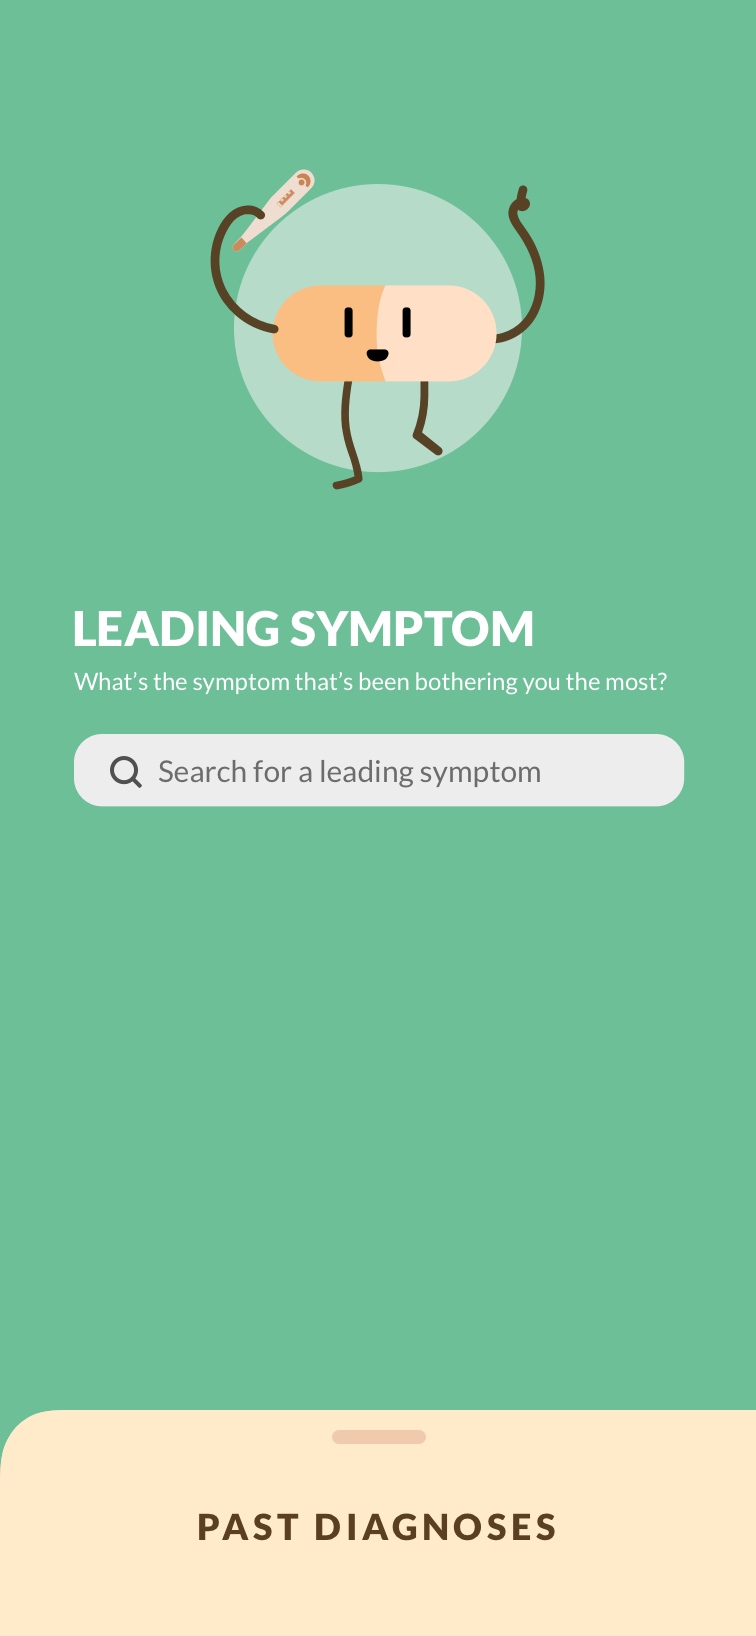 LEADING SYMPTOM
What’s the symptom that’s been bothering you the most?
Search for a leading symptom
PAST DIAGNOSES